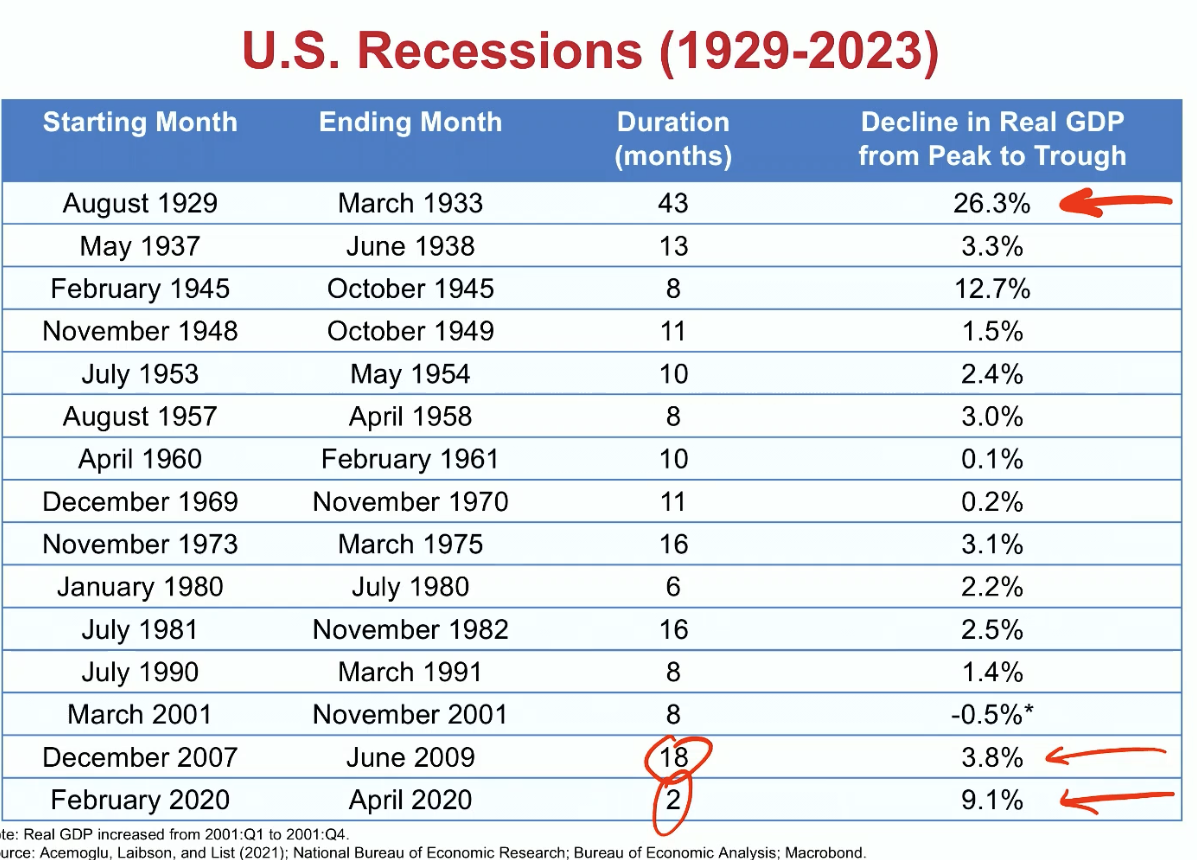 U.S. Recessions (1929-2023)
Starting Month Ending Month Duration (months) Decline in Real GDP from Peak to Trough
August 1929 March 1933 43 26.3%
May 1937 June 1938 13 3.3%
February 1945 October 1945 8 12.7%
November 1948 October 1949 11 1.5%
July 1953 May 1954 10 2.4%
August 1957 April 1958 8 3.0%
April 1960 February 1961 10 0.1%
December 1969 November 1970 11 0.2%
November 1973 March 1975 16 3.1%
January 1980 July 1980 6 2.2%
July 1981 November 1982 16 2.5%
July 1990 March 1991 8 1.4%
March 2001 November 2001 8 -0.5%*
December 2007 June 2009 18 3.8%
February 2020 April 2020 2 9.1%
te: Real GDP increased from 2001:Q1 to 2001:Q4.
urce: Acemoglu, Laibson, and List (2021); National Bureau of Economic Research; Bureau of Economic Analysis; Macrobond.